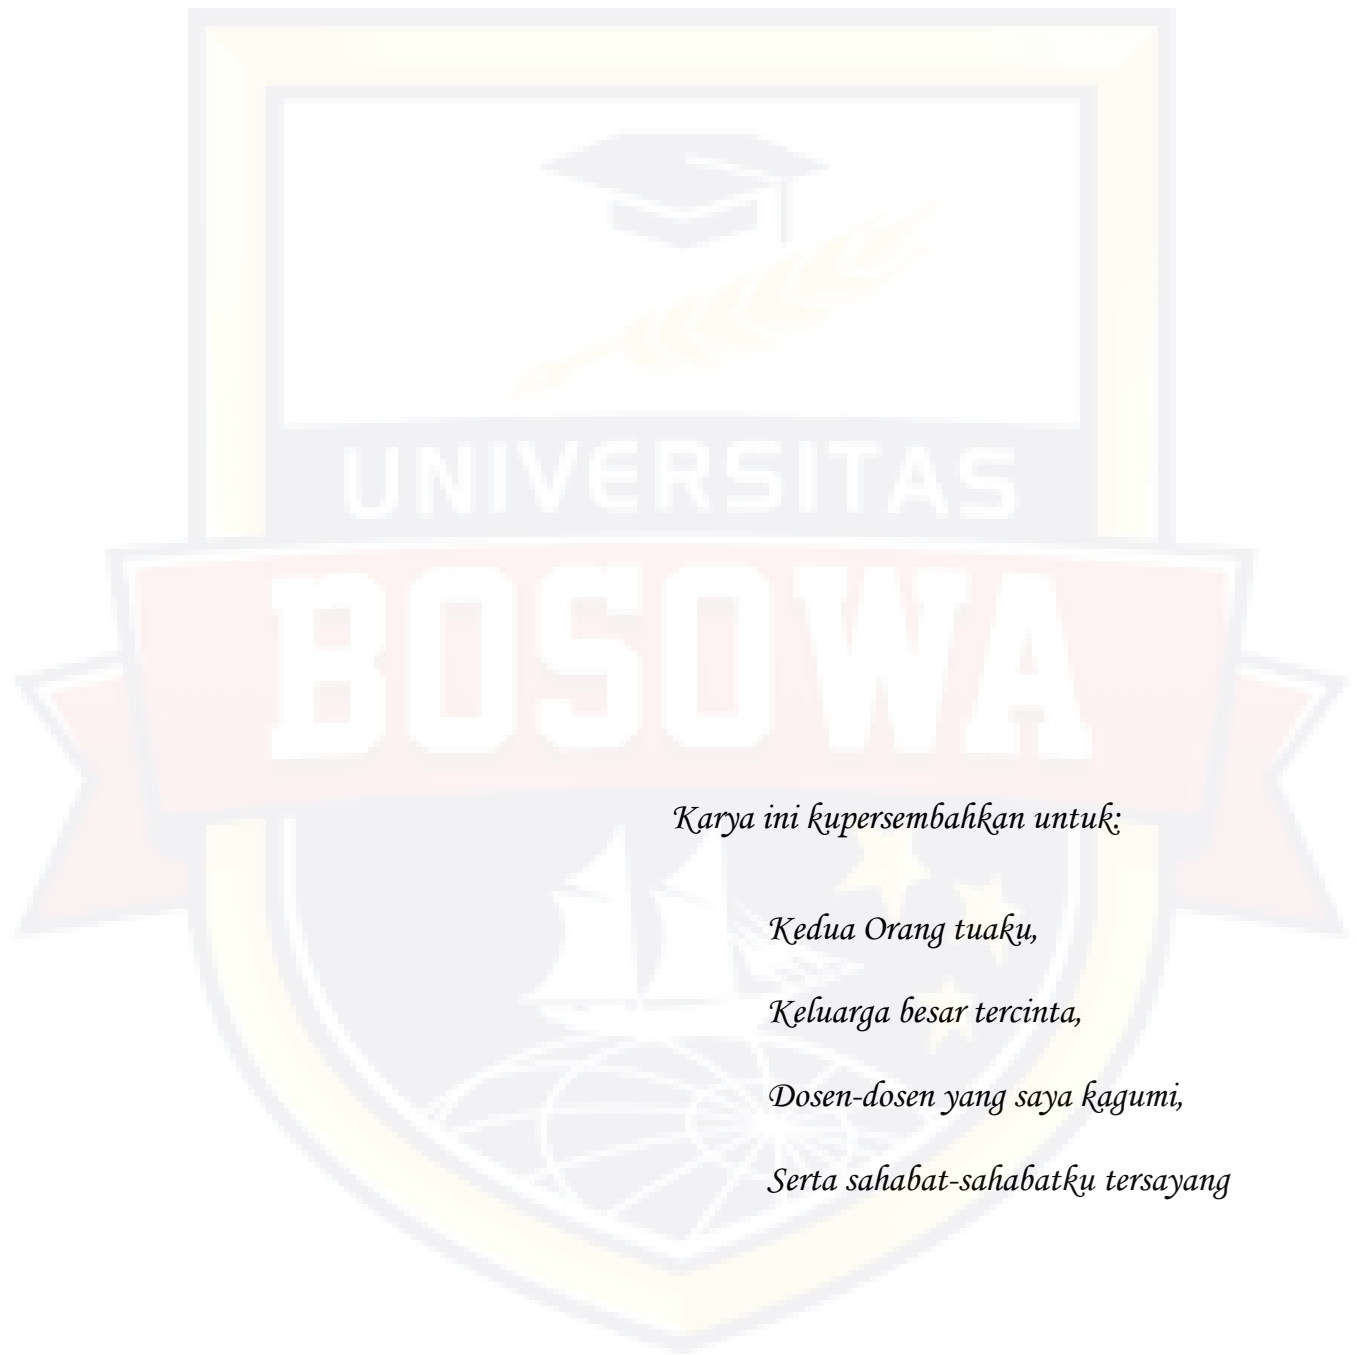 UNIVERSITAS
BOSOWA
Karya ini kupersembahkan untuk:
Kedua Orang tuaku,
Keluarga besar tercinta,
Dosen-dosen yang saya kagumi,
Serta sahabat-sahabatku tersayang